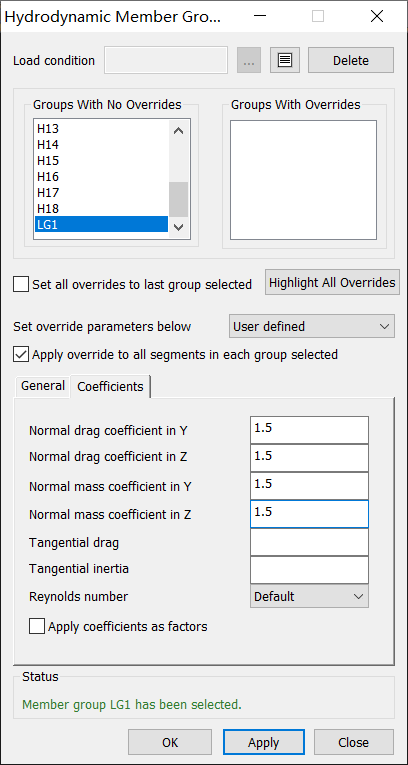 Hydrodynamic Member Gro...
Load condition ... Delete
Groups With No Overrides
H13
H14
H15
H16
H17
H18
LG1
Groups With Overrides
Set all overrides to last group selected Highlight All Overrides
Set override parameters below User defined
Apply override to all segments in each group selected
General Coefficients
Normal drag coefficient in Y 1.5
Normal drag coefficient in Z 1.5
Normal mass coefficient in Y 1.5
Normal mass coefficient in Z 1.5
Tangential drag
Tangential inertia
Reynolds number Default
Apply coefficients as factors
Status
Member group LG1 has been selected.
OK Apply Close